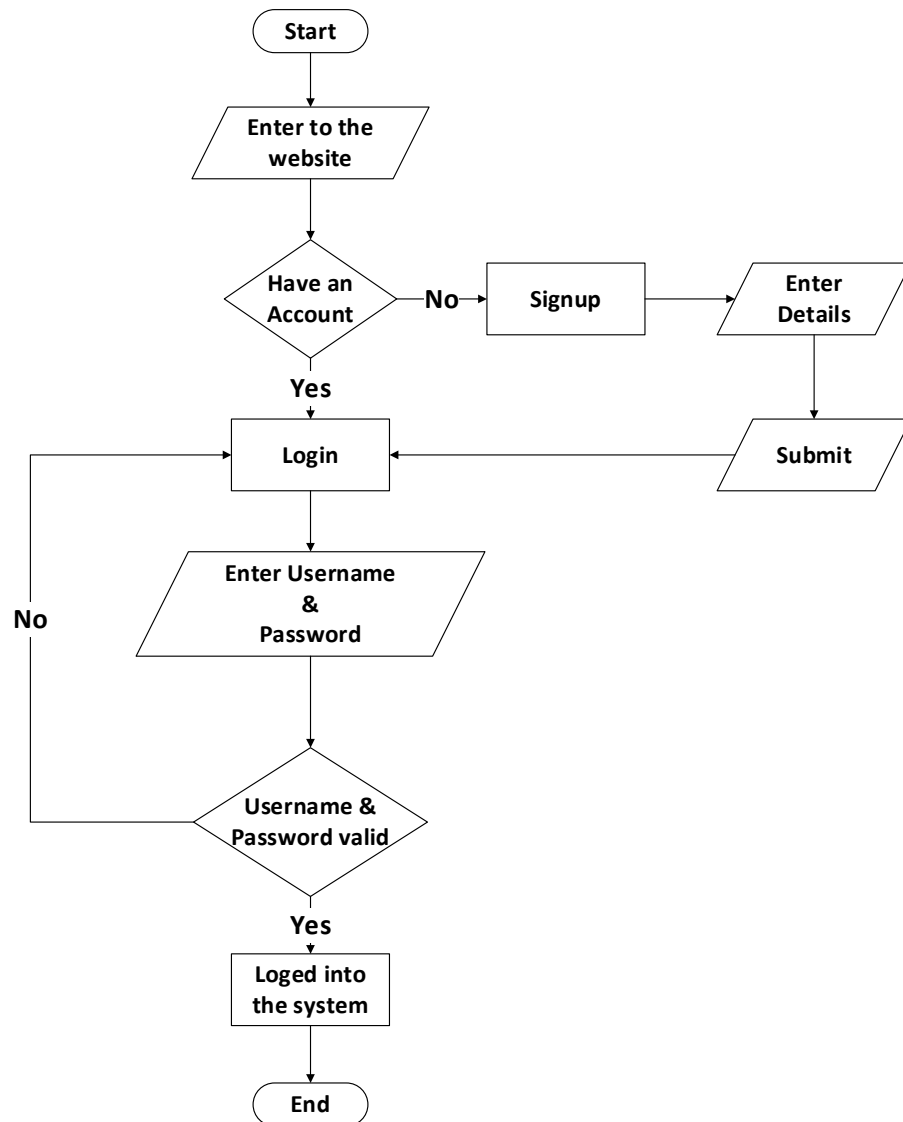 Start
Enter to the
website
Have an
Account
No
Signup
Enter
Details
Yes
Login
Submit
Enter Username
&
Password
No
Username &
Password valid
Yes
Loged into
the system
End